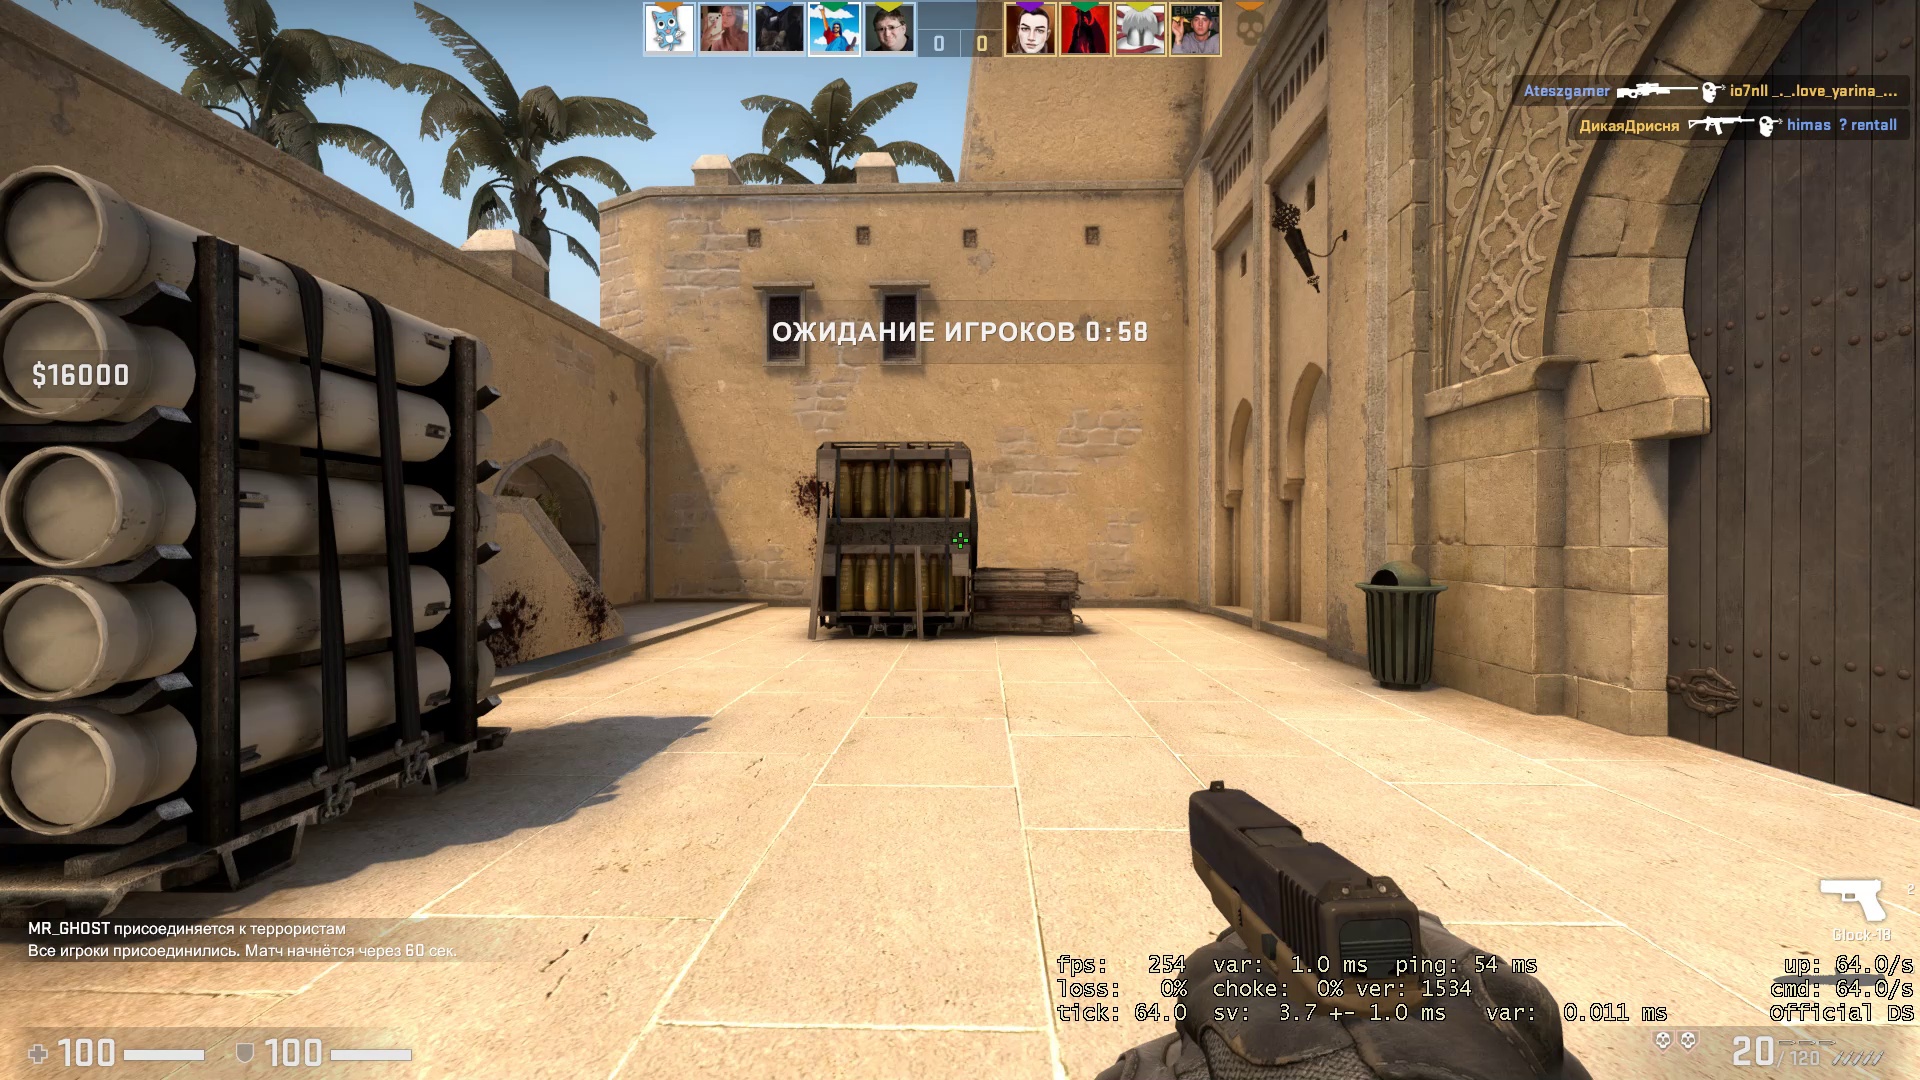 0 0
Ateszgamer io7nll _._.love_yarina_...
ДикаяДрисня himas ? rentall
ОЖИДАНИЕ ИГРОКОВ 0:58
$16000
2
Glock-18
MR_GHOST присоединяется к террористам
Все игроки присоединились. Матч начнётся через 60 сек.
fps: 254 var: 1.0 ms ping: 54 ms up: 64.0/s
loss: 0% choke: 0% ver: 1534 cmd: 64.0/s
tick: 64.0 sv: 3.7 +- 1.0 ms var: 0.011 ms Official DS
100 100 20 / 120